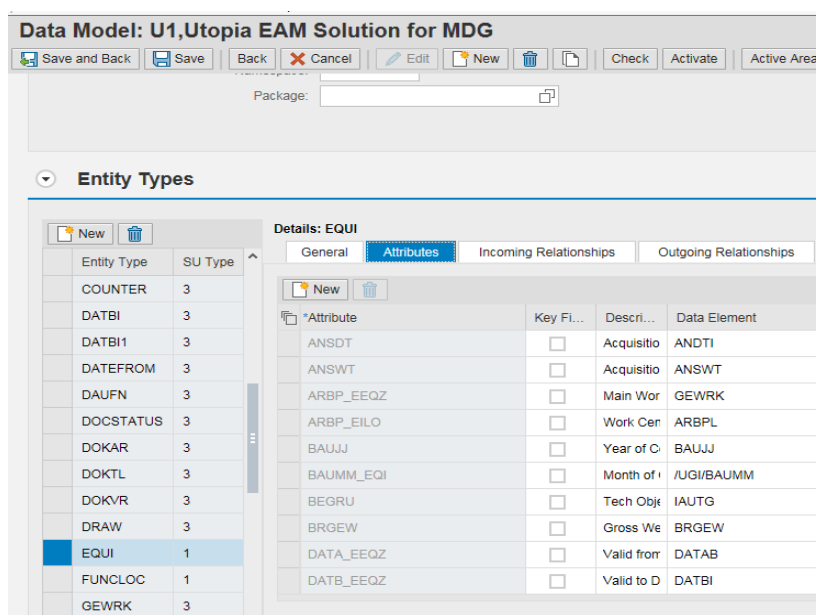 Data Model: U1,Utopia EAM Solution for MDG
Save and Back Save Back Cancel Edit New Check Activate Active Area
Package:
Entity Types
New
Entity Type SU Type
COUNTER 3
DATBI 3
DATBI1 3
DATEFROM 3
DAUFN 3
DOCSTATUS 3
DOKAR 3
DOKTL 3
DOKVR 3
DRAW 3
EQUI 1
FUNCLOC 1
GEWRK 3
Details: EQUI
General Attributes Incoming Relationships Outgoing Relationships
New
*Attribute Key Fi... Descri... Data Element
ANSDT Acquisitio ANDTI
ANSWT Acquisitio ANSWT
ARBP_EEQZ Main Wor GEWRK
ARBP_EILO Work Cen ARBPL
BAUJJ Year of C BAUJJ
BAUMM_EQI Month of /UGI/BAUMM
BEGRU Tech Obje IAUTG
BRGEW Gross We BRGEW
DATA_EEQZ Valid from DATAB
DATB_EEQZ Valid to D DATBI